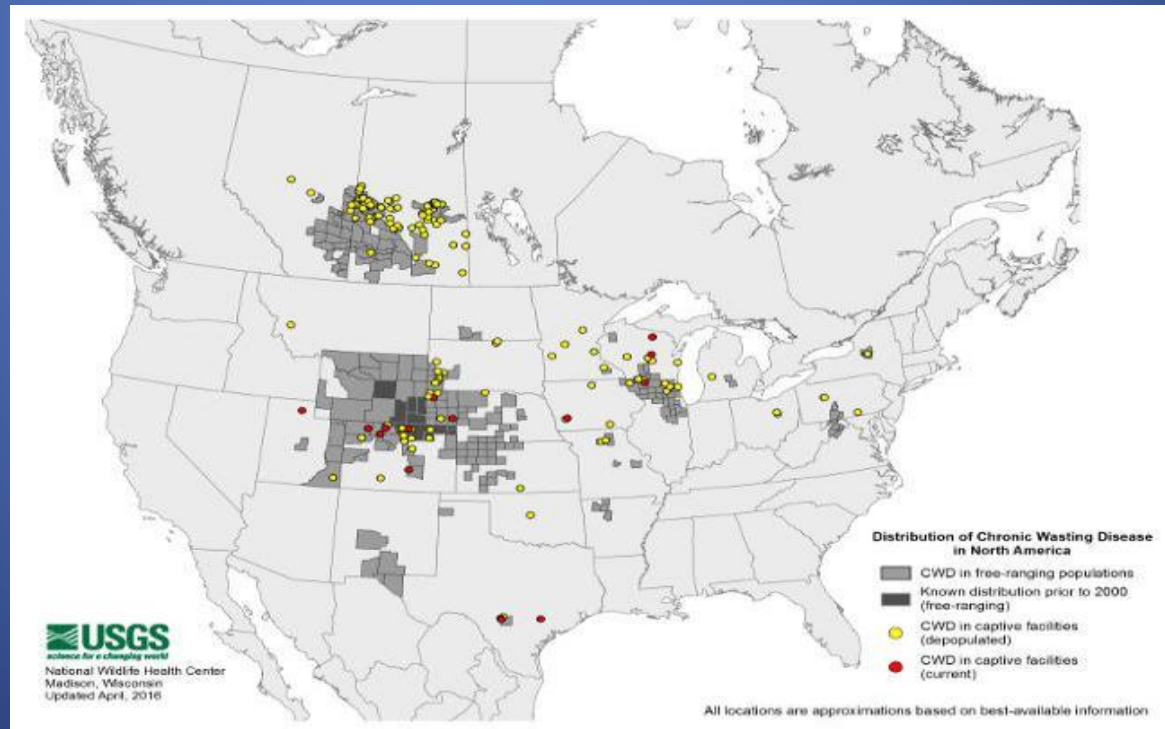 Distribution of Chronic Wasting Disease
in North America
CWD in free-ranging populations
Known distribution prior to 2000
(free-ranging)
CWD in captive facilities
(depopulated)
CWD in captive facilities
(current)
USGS
science for a changing world
National Wildlife Health Center
Madison, Wisconsin
Updated April, 2016
All locations are approximations based on best-available information